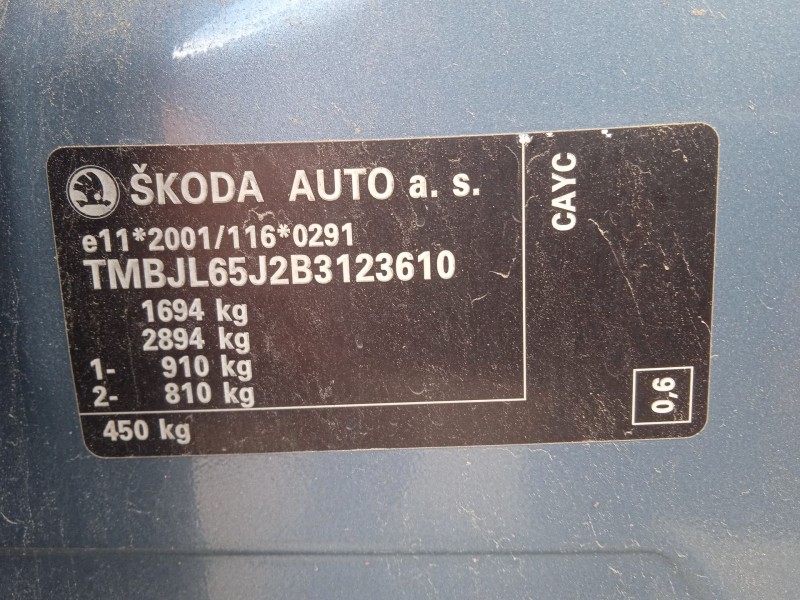 ŠKODA AUTO a. s.
e11*2001/116*0291
TMBJL65J2B3123610
1694 kg
2894 kg
1- 910 kg
2- 810 kg
450 kg
CAYC
0,6